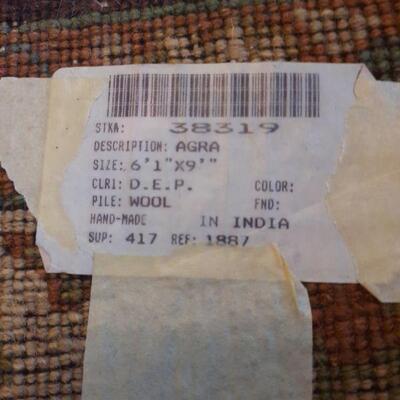 STK#: 38319
DESCRIPTION: AGRA
SIZE: 6'1"X9'"
CLR1: D.E.P. COLOR:
PILE: WOOL FND:
HAND-MADE IN INDIA
SUP: 417 REF: 1887